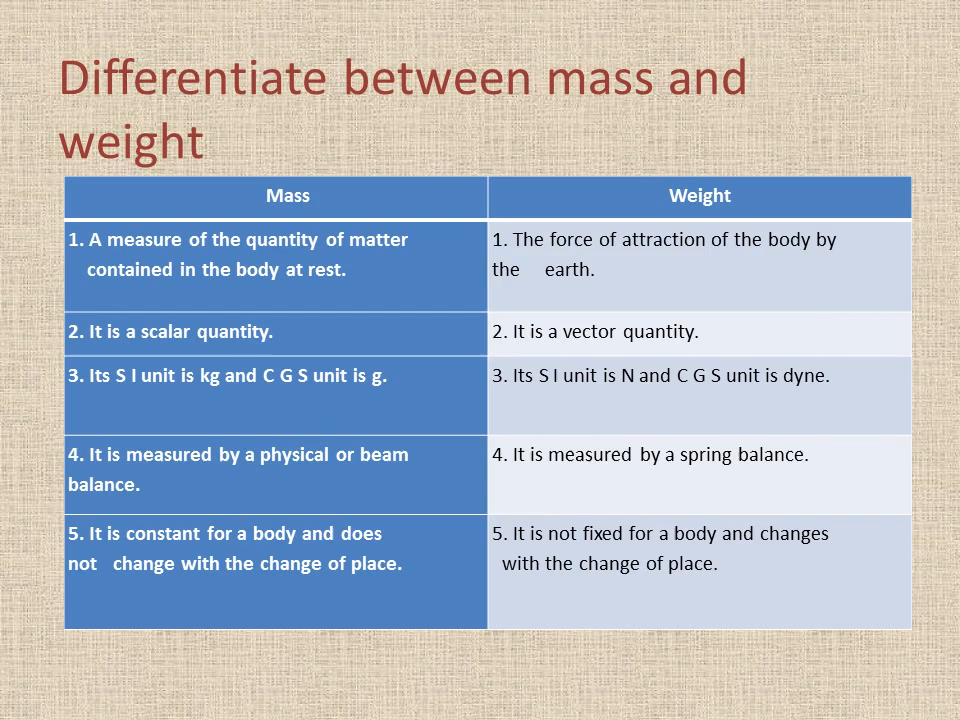 Differentiate between mass and
weight
Mass
Weight
1. A measure of the quantity of matter
contained in the body at rest.
1. The force of attraction of the body by
the earth.
2. It is a scalar quantity.
2. It is a vector quantity.
3. Its S I unit is kg and C G S unit is g.
3. Its S I unit is N and C G S unit is dyne.
4. It is measured by a physical or beam
balance.
4. It is measured by a spring balance.
5. It is constant for a body and does
not change with the change of place.
5. It is not fixed for a body and changes
with the change of place.